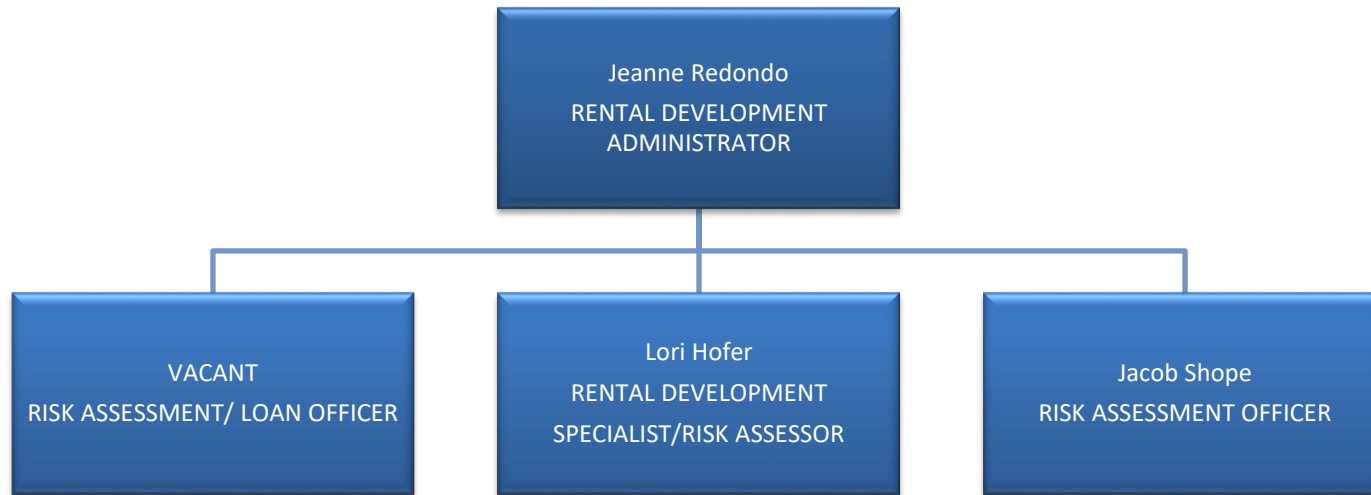 Jeanne Redondo
RENTAL DEVELOPMENT
ADMINISTRATOR
VACANT
RISK ASSESSMENT/ LOAN OFFICER
Lori Hofer
RENTAL DEVELOPMENT
SPECIALIST/RISK ASSESSOR
Jacob Shope
RISK ASSESSMENT OFFICER